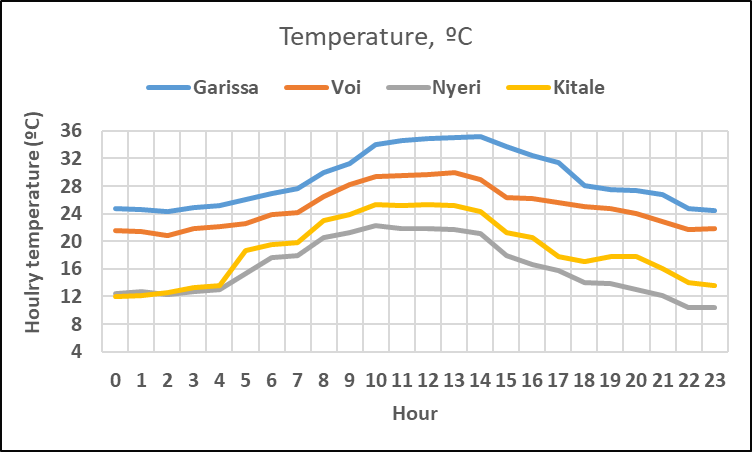 Temperature, ºC
Garissa Voi Nyeri Kitale
Houlry temperature (ºC)
36
32
28
24
20
16
12
8
4
0 1 2 3 4 5 6 7 8 9 10 11 12 13 14 15 16 17 18 19 20 21 22 23
Hour